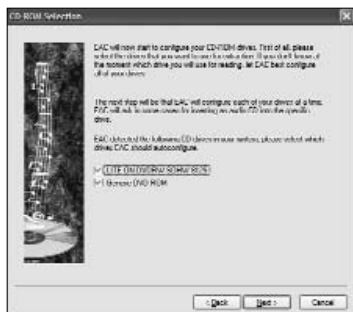 CD-ROM Selection
EAC will now start to configure your CD-ROM drives. First of all, please
select the drives that you want to use for extraction. If you don't know at
the moment which drive you will use for reading, let EAC best configure
all of your drives.
The next step will be that EAC will configure each of your drives at a time.
EAC will ask in some cases for inserting an audio CD into the specific
drive.
EAC detected the following CD drives in your system, please select which
drives EAC should autoconfigure.
LITE-ON DVDRW SOHW-802S
Generic DVD-ROM
< Back
Next >
Cancel